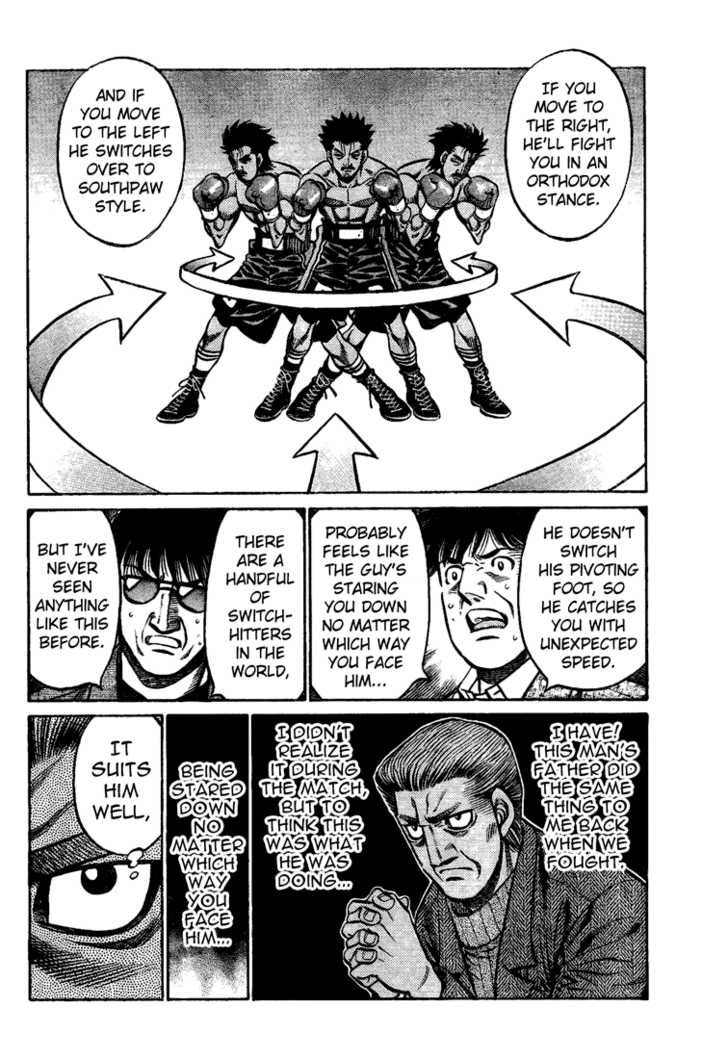 IF YOU
MOVE TO
THE RIGHT,
HE'LL FIGHT
YOU IN AN
ORTHODOX
STANCE.
AND IF
YOU MOVE
TO THE LEFT
HE SWITCHES
OVER TO
SOUTHPAW
STYLE.
HE DOESN'T
SWITCH
HIS PIVOTING
FOOT, SO
HE CATCHES
YOU WITH
UNEXPECTED
SPEED.
PROBABLY
FEELS LIKE
THE GUY'S
STARING
YOU DOWN
NO MATTER
WHICH WAY
YOU FACE
HIM...
THERE
ARE A
HANDFUL
OF
SWITCH-
HITTERS
IN THE
WORLD,
BUT I'VE
NEVER
SEEN
ANYTHING
LIKE THIS
BEFORE.
I HAVE!
THIS MAN'S
FATHER DID
THE SAME
THING TO
ME BACK
WHEN WE
FOUGHT.
I DIDN'T
REALIZE
IT DURING
THE MATCH,
BUT TO
THINK THIS
WAS WHAT
HE WAS
DOING...
BEING
STARED
DOWN
NO
MATTER
WHICH
WAY
YOU
FACE
HIM...
IT
SUITS
HIM
WELL,